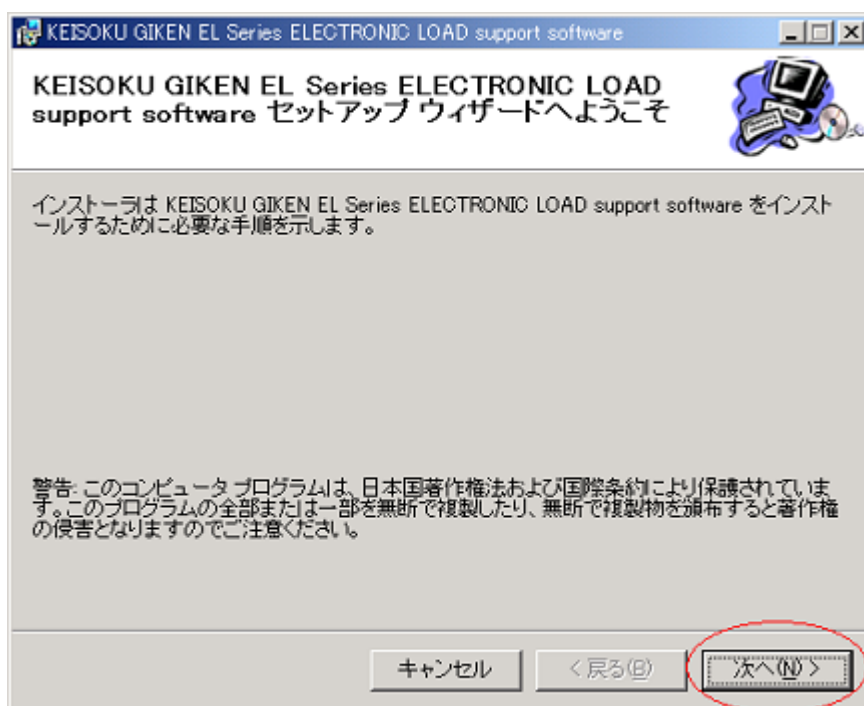 KEISOKU GIKEN EL Series ELECTRONIC LOAD support software
KEISOKU GIKEN EL Series ELECTRONIC LOAD
support software セットアップ ウィザードへようこそ
インストーラは KEISOKU GIKEN EL Series ELECTRONIC LOAD support software をインスト
ールするために必要な手順を示します。
警告: このコンピュータ プログラムは、日本国著作権法および国際条約により保護されていま
す。このプログラムの全部または一部を無断で複製したり、無断で複製物を頒布すると著作権
の侵害となりますのでご注意ください。
キャンセル
< 戻る(B)
次へ(N) >